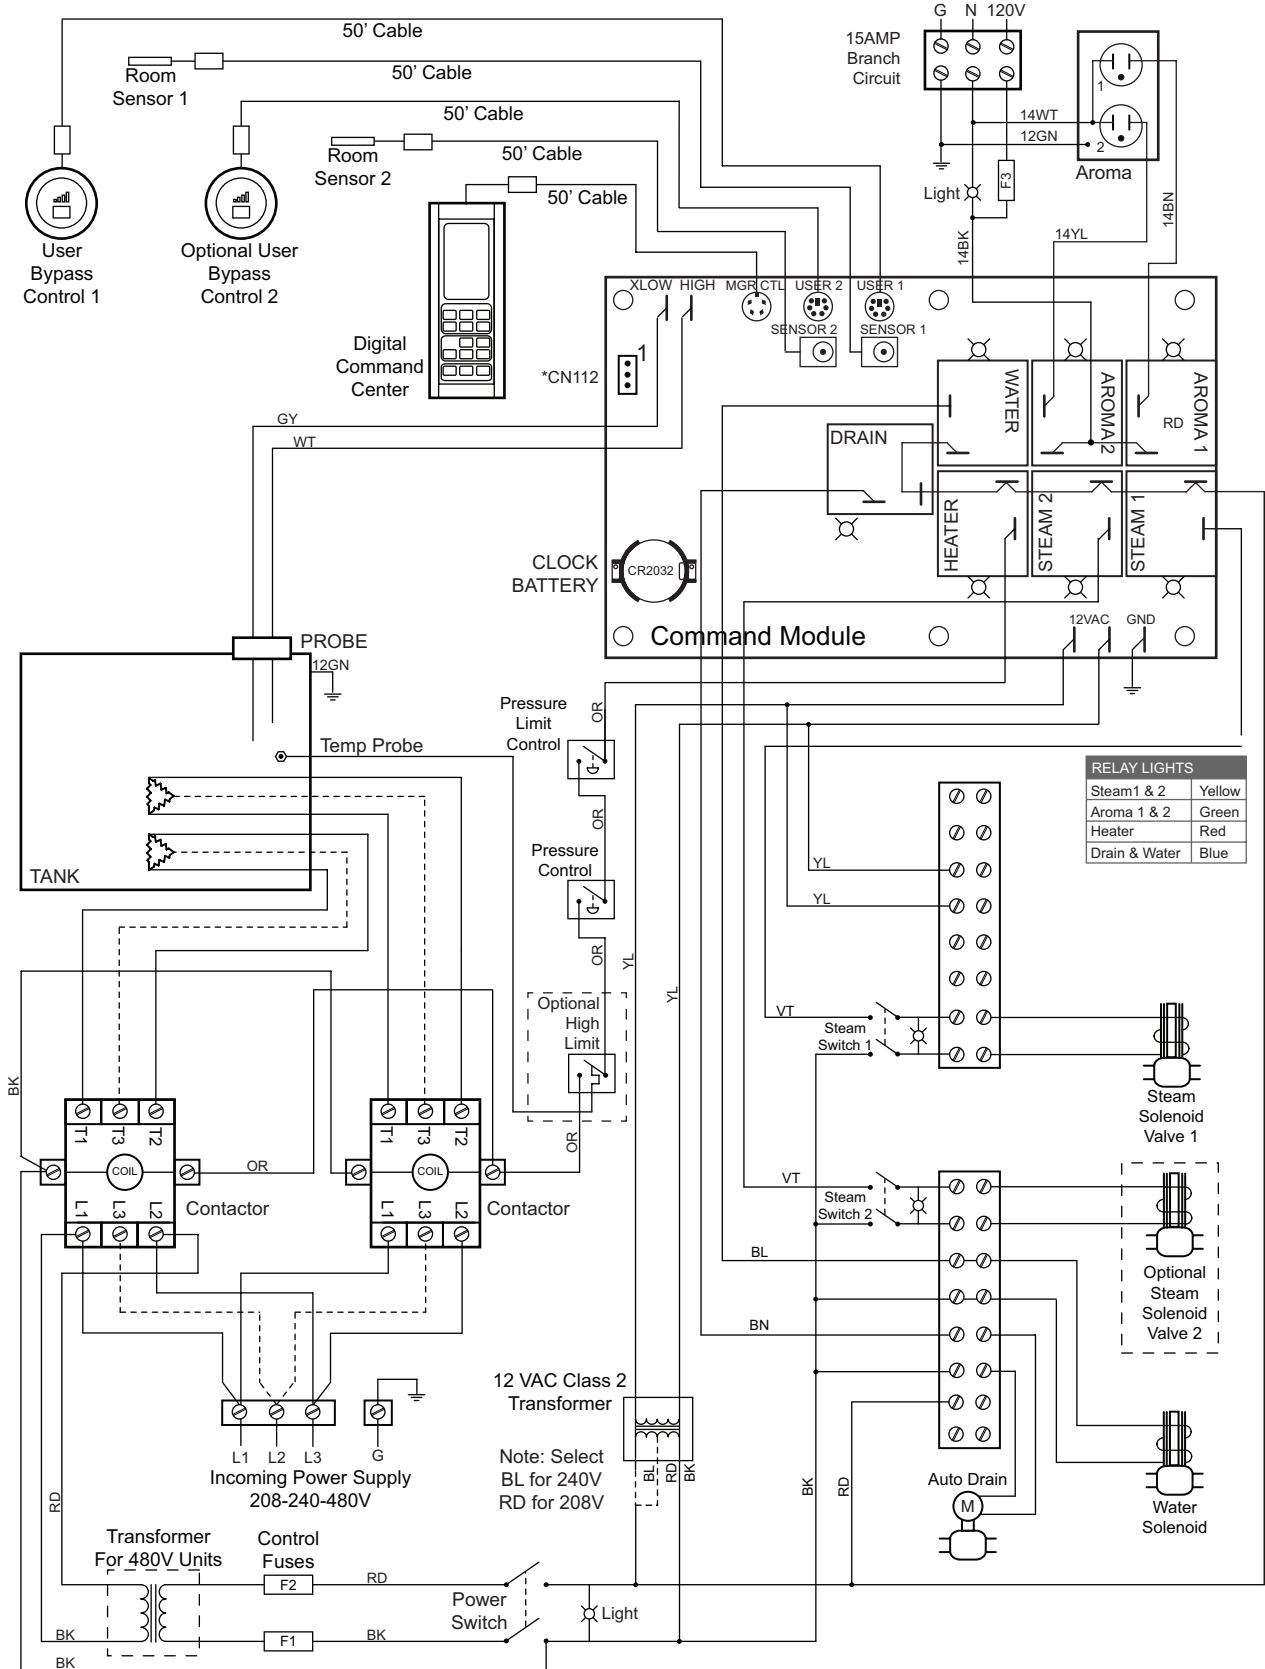 G N 120V
50’ Cable
15AMP
Branch
Circuit
50’ Cable
Room
Sensor 1
1
50’ Cable
14WT
12GN
2
50’ Cable
Room
Sensor 2
Aroma
F3
Light
50’ Cable
14BN
14YL
14BK
User
Bypass
Control 1
Optional User
Bypass
Control 2
XLOW HIGH MGR CTL USER 2 USER 1
SENSOR 2 SENSOR 1
Digital
Command
Center
1
*CN112
WATER
AROMA 2
AROMA 1
RD
GY
WT
DRAIN
HEATER
STEAM 2
STEAM 1
CLOCK
BATTERY
CR2032
12VAC GND
Command Module
PROBE
12GN
Pressure
Limit
Control
OR
Temp Probe
RELAY LIGHTS
Steam1 & 2 Yellow
Aroma 1 & 2 Green
Heater Red
Drain & Water Blue
OR
Pressure
Control
TANK
YL
YL
OR
YL
YL
Optional
High
Limit
VT
Steam
Switch 1
BK
Steam
Solenoid
Valve 1
T1 T3 T2
T1 T3 T2
OR
COIL
OR
COIL
VT
Steam
Switch 2
L1 L3 L2
Contactor
L1 L3 L2
Contactor
BL
Optional
Steam
Solenoid
Valve 2
BN
12 VAC Class 2
Transformer
L1 L2 L3 G
Incoming Power Supply
208-240-480V
Note: Select
BL for 240V
RD for 208V
BL
RD
BK
BK
RD
Auto Drain
M
Water
Solenoid
RD
Transformer
For 480V Units
Control
Fuses
F2
RD
Power
Switch
Light
BK
F1
BK
BK